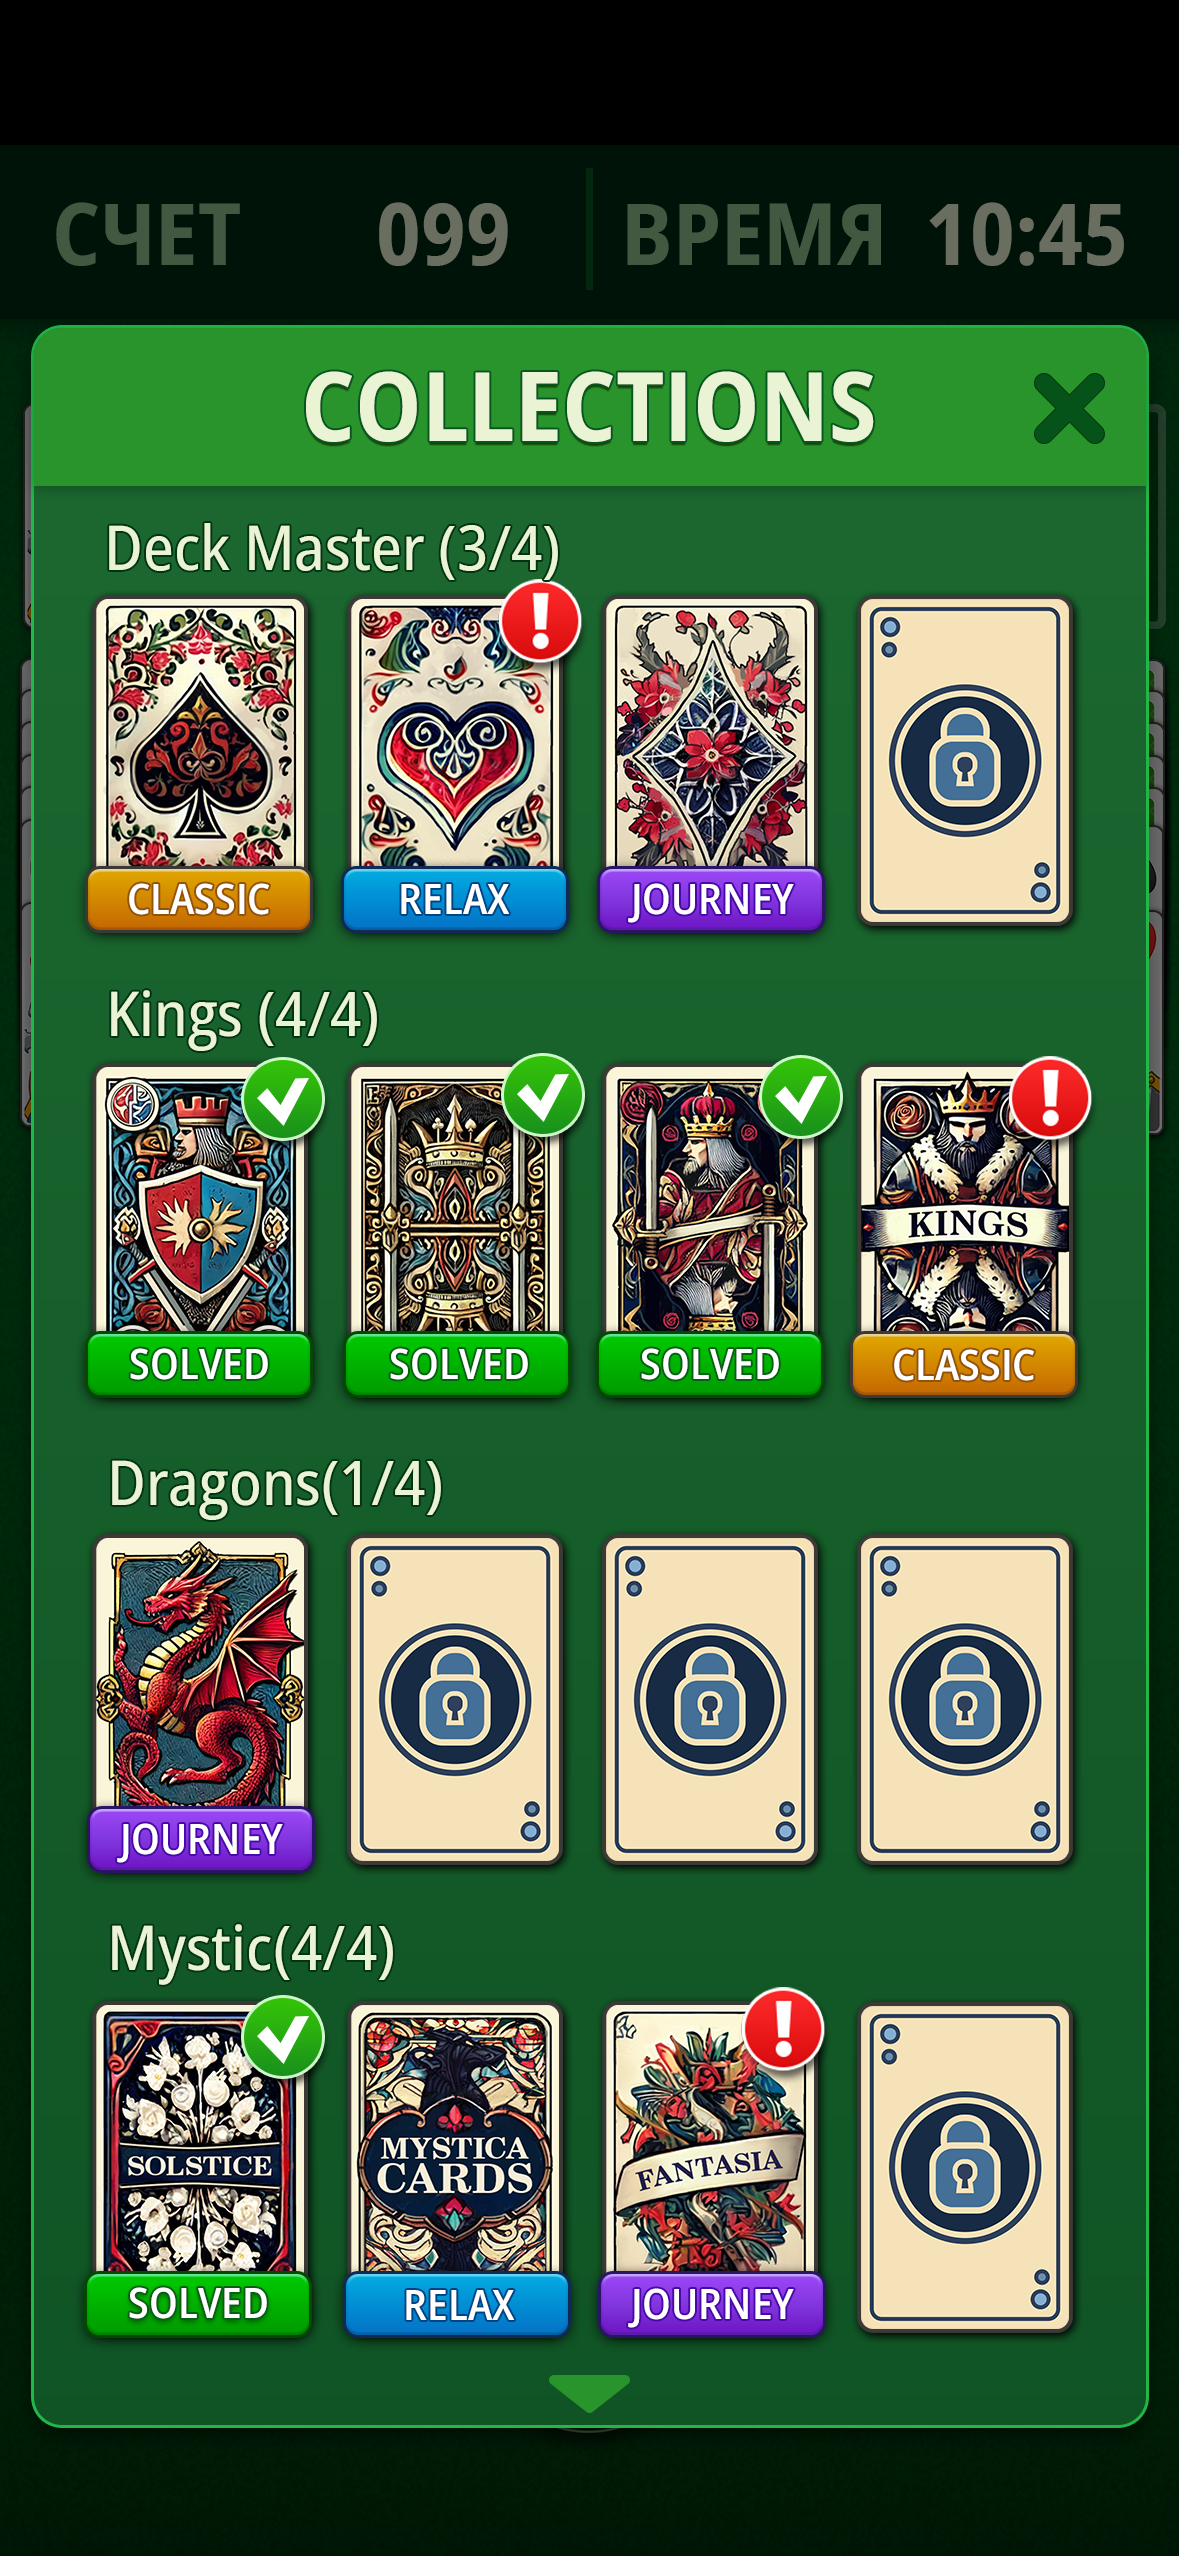 СЧЕТ 099 ВРЕМЯ 10:45
COLLECTIONS
Deck Master (3/4)
CLASSIC RELAX JOURNEY
Kings (4/4)
KINGS
SOLVED SOLVED SOLVED CLASSIC
Dragons(1/4)
JOURNEY
Mystic(4/4)
SOLSTICE MYSTICA CARDS FANTASIA
SOLVED RELAX JOURNEY